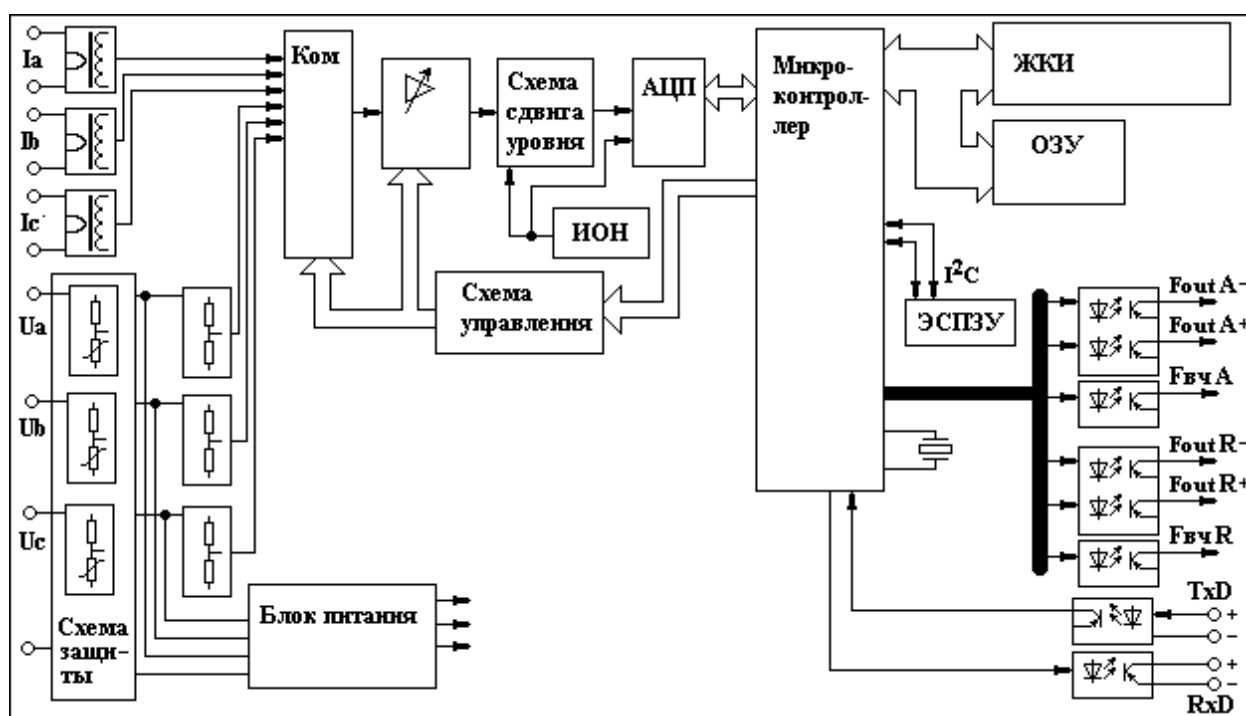 Ia
Ib
Ic
Ua
Ub
Uc
Схема
защи-
ты
Ком
Схема
сдвига
уровня
АЦП
ИОН
Схема
управления
Блок питания
Микро-
контрол-
лер
ЖКИ
ОЗУ
I²C
ЭСПЗУ
Fout A-
Fout A+
Fвч A
Fout R-
Fout R+
Fвч R
TxD
+
-
+
-
RxD